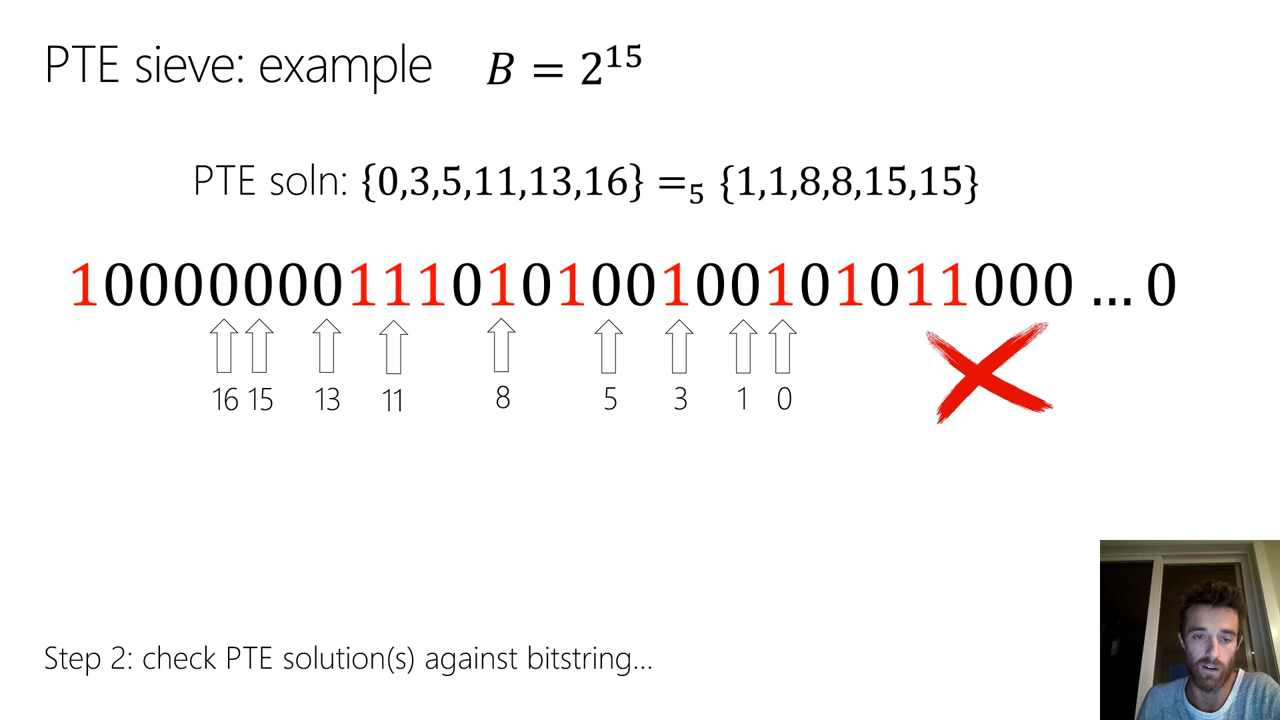 PTE sieve: example B = 2^15
PTE soln: {0,3,5,11,13,16} =₅ {1,1,8,8,15,15}
10000000111010100100101011000 ... 0
16 15 13 11 8 5 3 1 0
Step 2: check PTE solution(s) against bitstring...